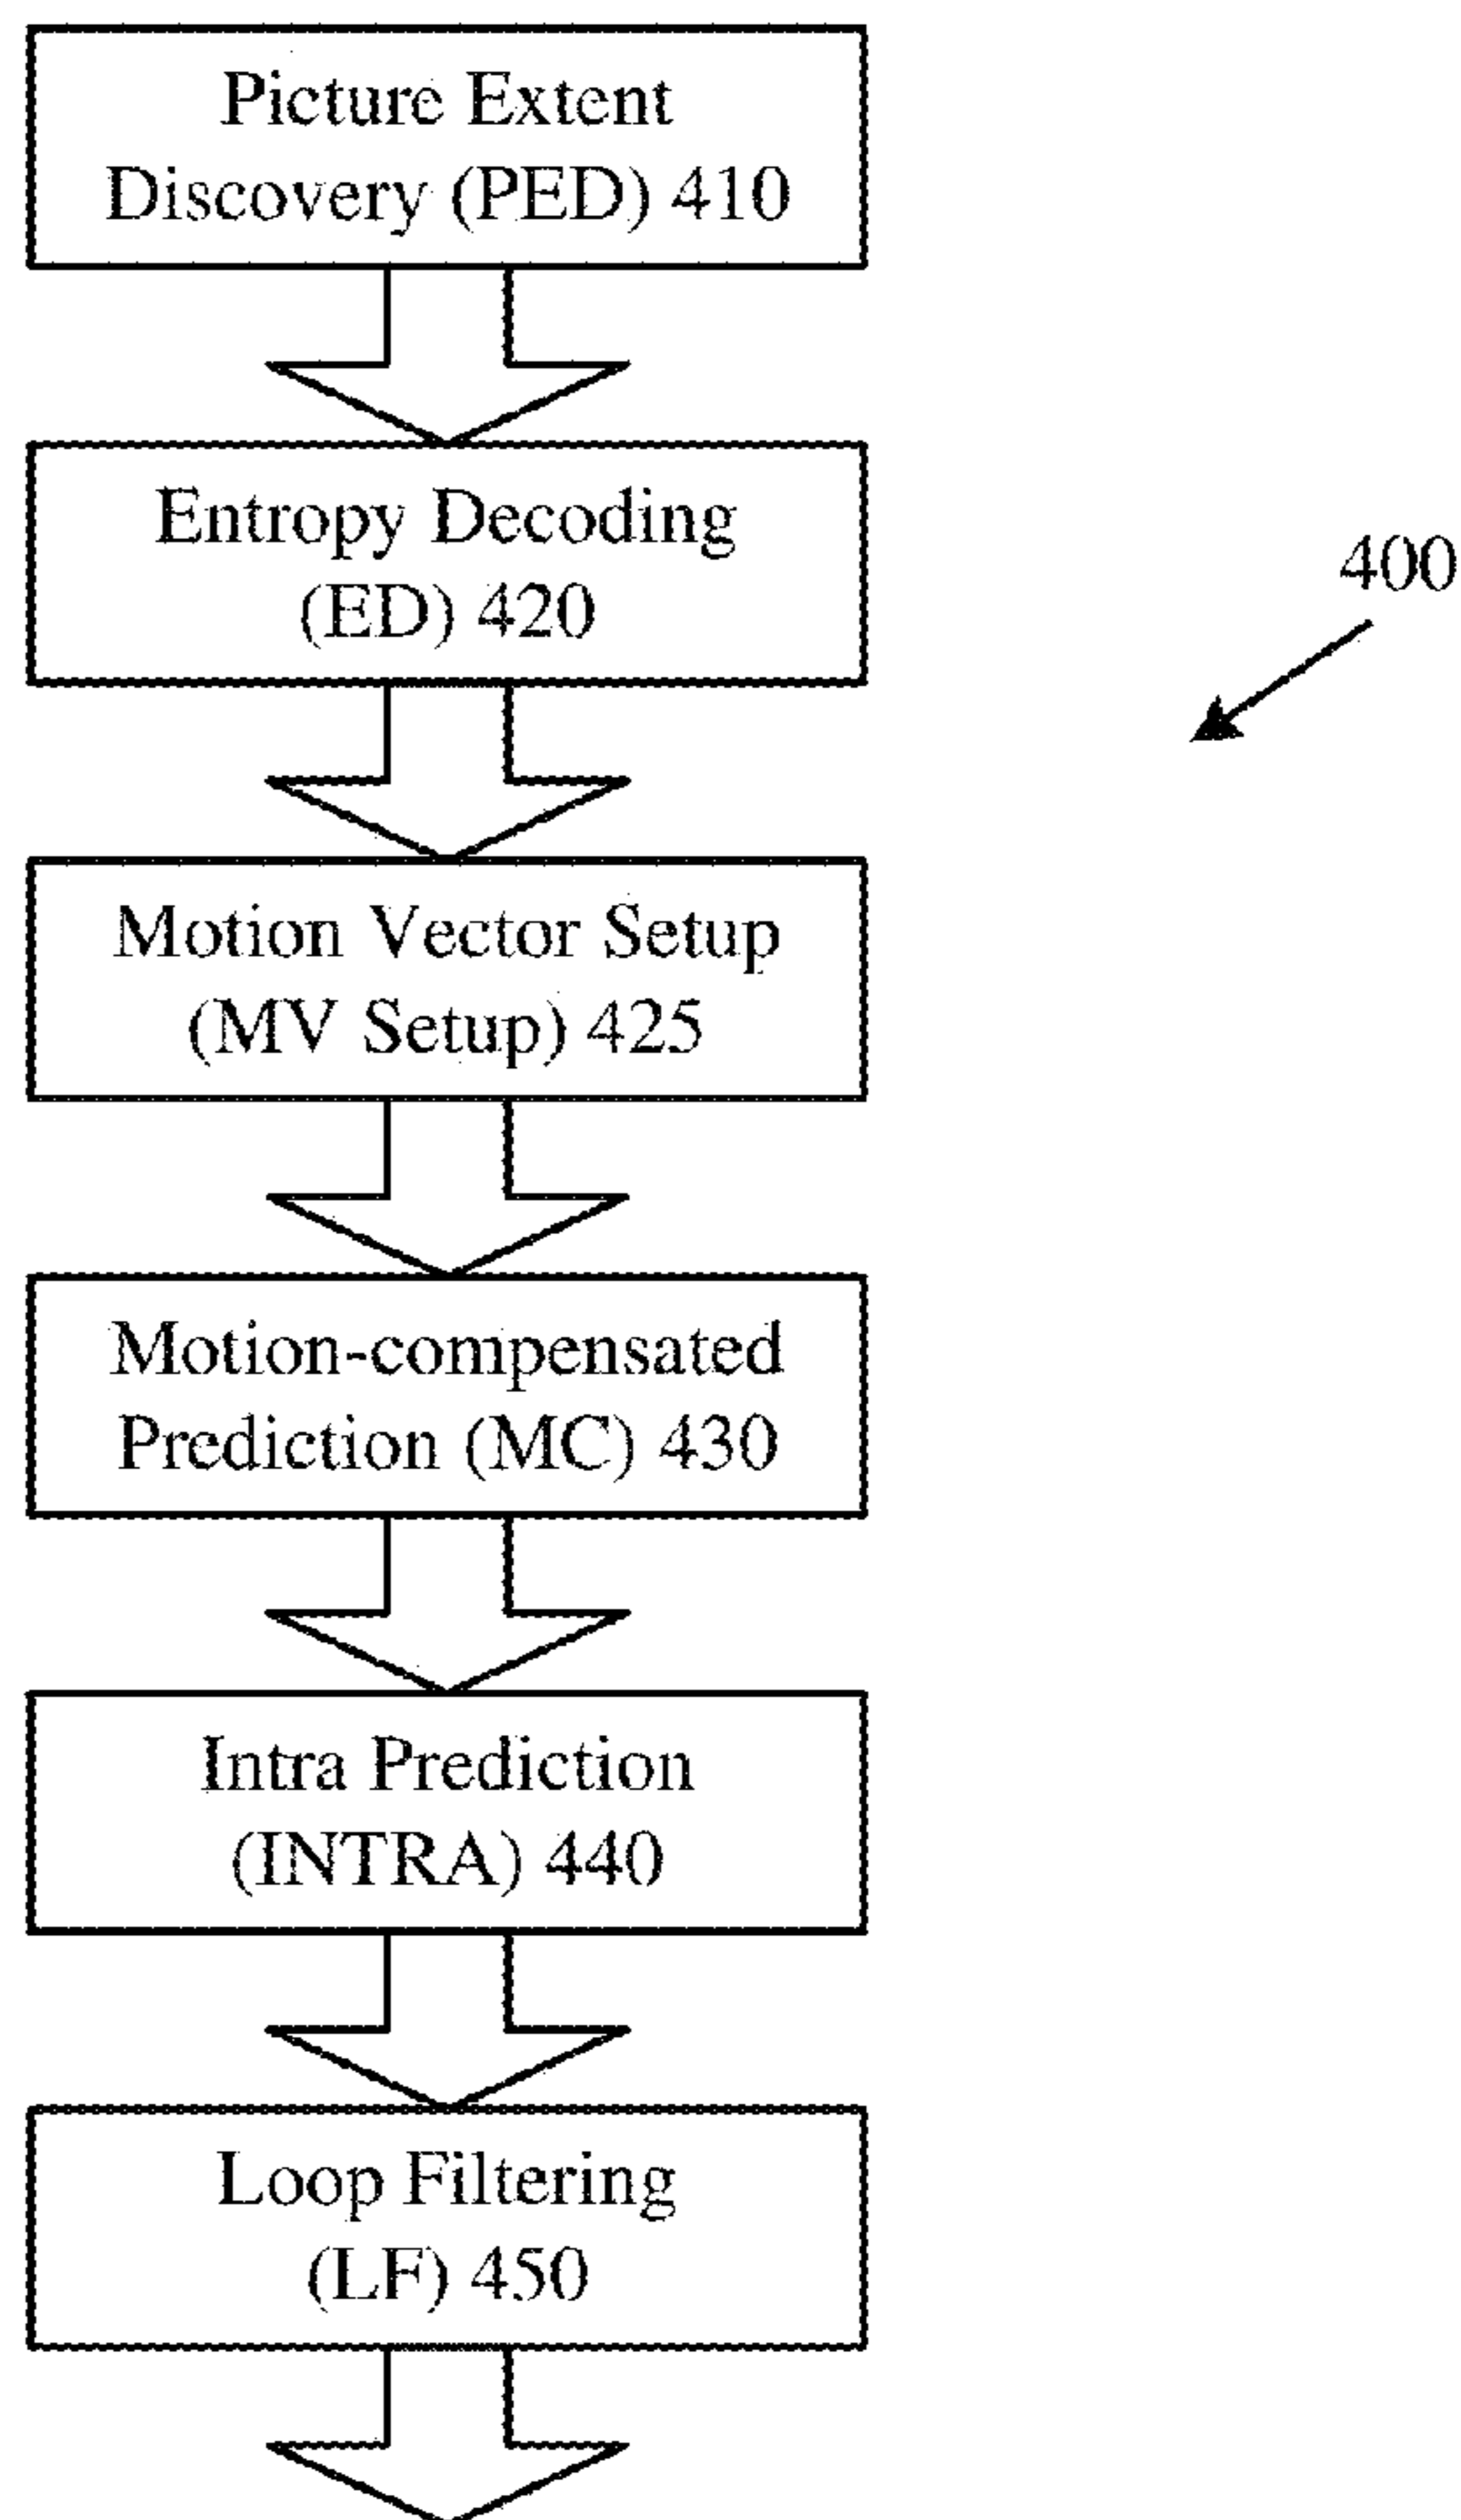 Picture Extent
Discovery (PED) 410
Entropy Decoding
(ED) 420
400
Motion Vector Setup
(MV Setup) 425
Motion-compensated
Prediction (MC) 430
Intra Prediction
(INTRA) 440
Loop Filtering
(LF) 450